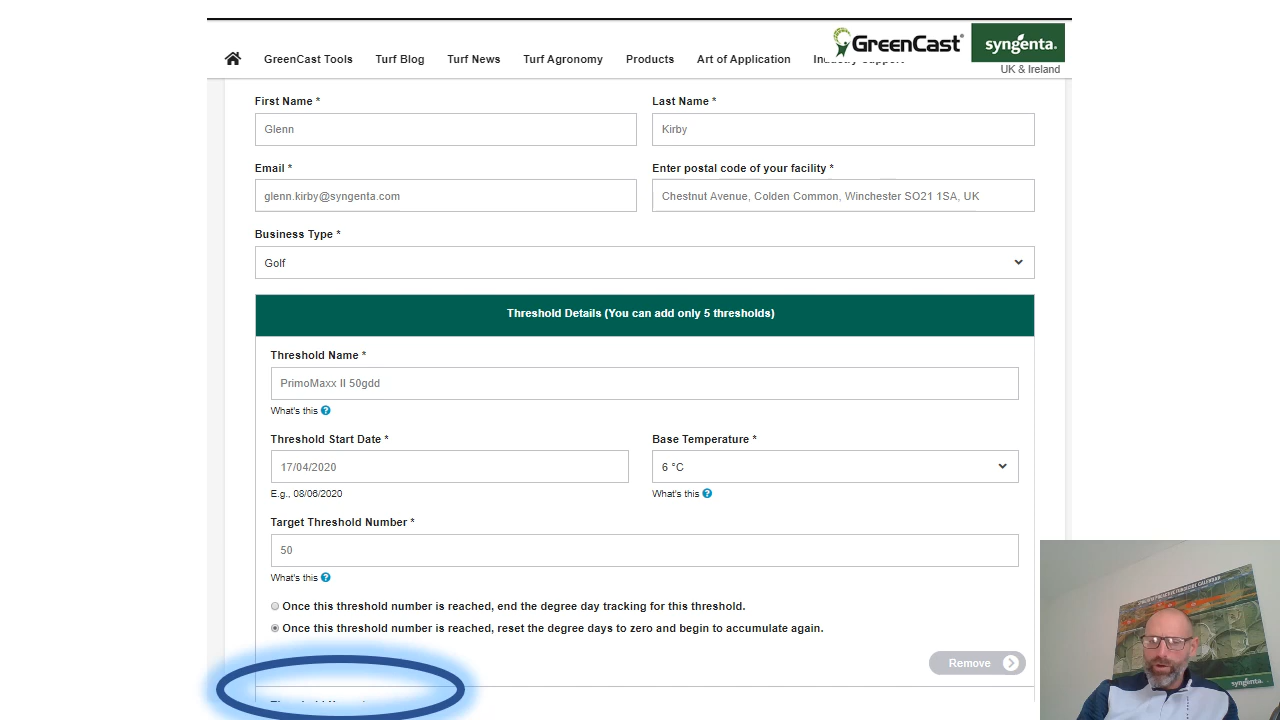 GreenCast
syngenta.
GreenCast Tools Turf Blog Turf News Turf Agronomy Products Art of Application Industry Support
UK & Ireland
First Name * Last Name *
Glenn Kirby
Email * Enter postal code of your facility *
glenn.kirby@syngenta.com Chestnut Avenue, Colden Common, Winchester SO21 1SA, UK
Business Type *
Golf
Threshold Details (You can add only 5 thresholds)
Threshold Name *
PrimoMaxx II 50gdd
What's this ?
Threshold Start Date * Base Temperature *
17/04/2020 6 °C
E.g., 08/06/2020 What's this ?
Target Threshold Number *
50
What's this ?
Once this threshold number is reached, end the degree day tracking for this threshold.
Once this threshold number is reached, reset the degree days to zero and begin to accumulate again.
Remove
syngenta.